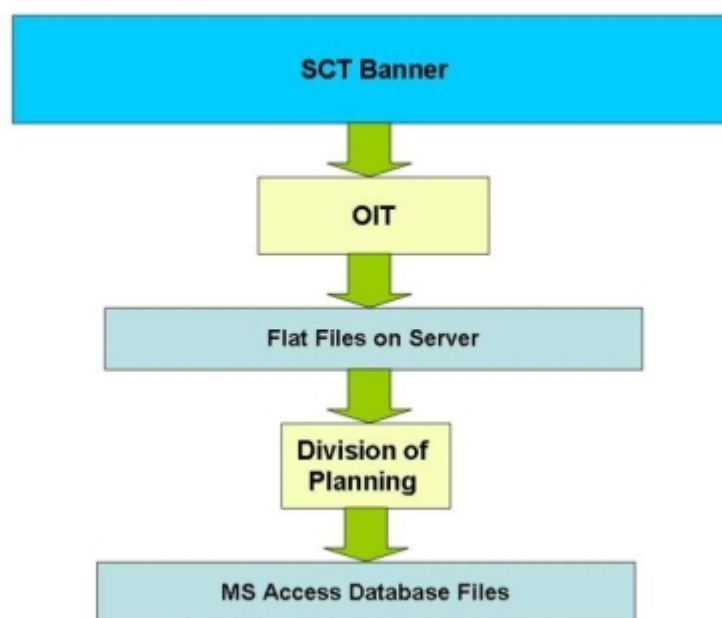 SCT Banner
OIT
Flat Files on Server
Division of
Planning
MS Access Database Files